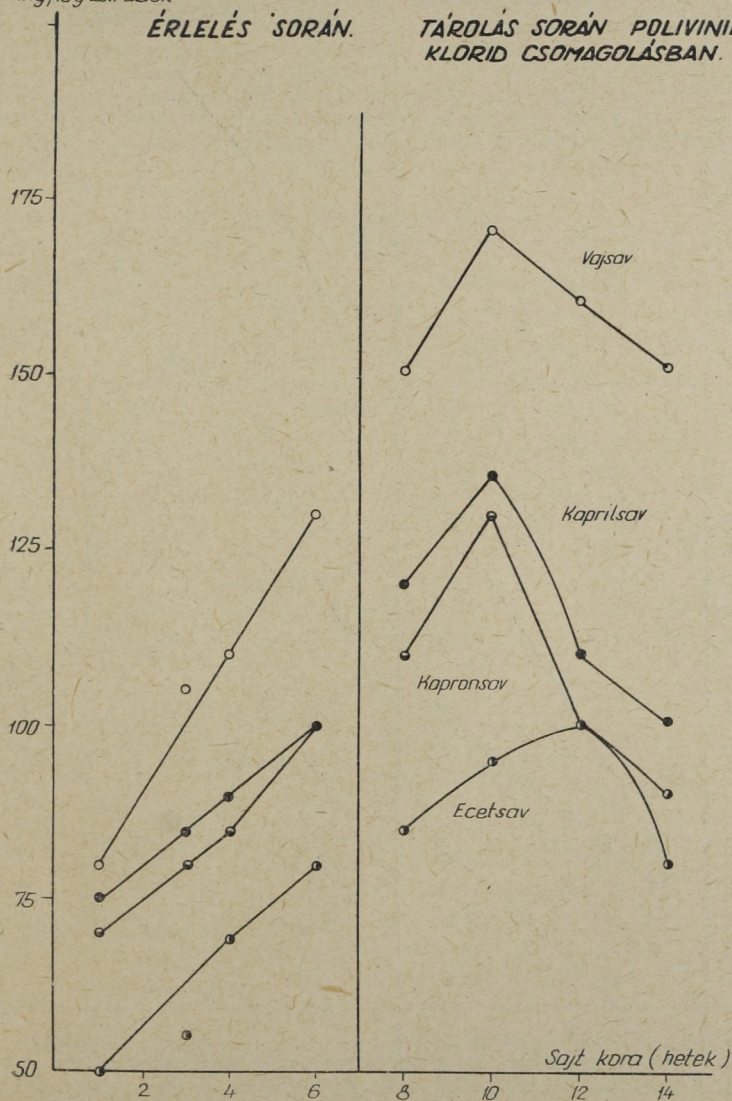 ÉRLELÉS SORÁN.
TÁROLÁS SORÁN
KLORID CSOMAGOLÁSBAN.
175
150
125
100
75
50
Vajsav
Kaprilsav
Kapronsav
Ecetsav
Sajt kora (hetek)
2 4 6 8 10 12 14